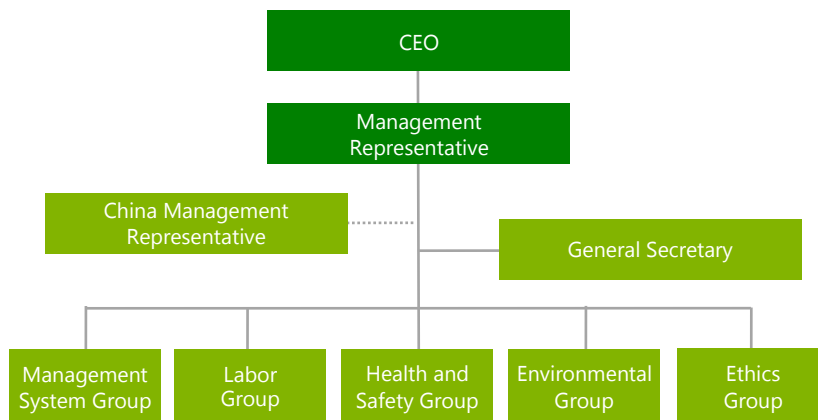 CEO
Management
Representative
China Management
Representative
General Secretary
Management
System Group
Labor
Group
Health and
Safety Group
Environmental
Group
Ethics
Group